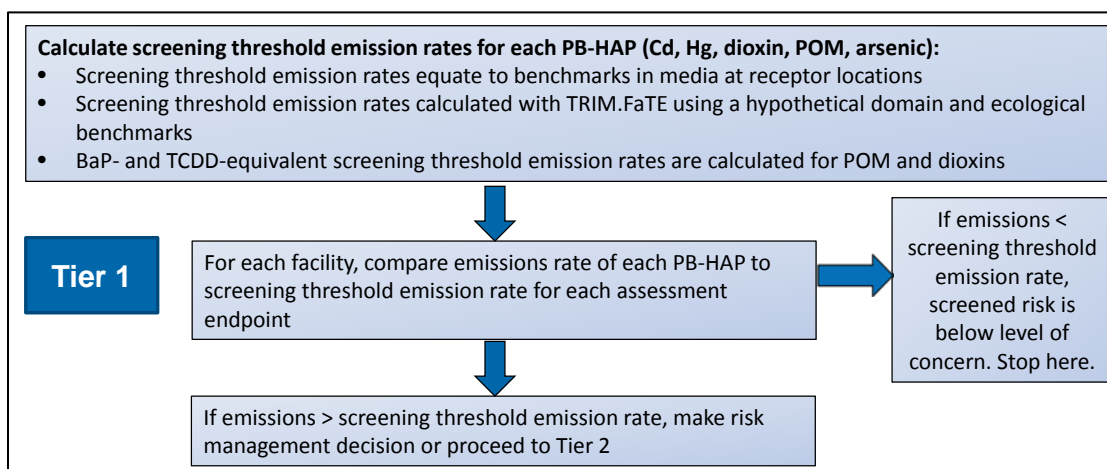 Calculate screening threshold emission rates for each PB-HAP (Cd, Hg, dioxin, POM, arsenic):
• Screening threshold emission rates equate to benchmarks in media at receptor locations
• Screening threshold emission rates calculated with TRIM.FaTE using a hypothetical domain and ecological
benchmarks
• BaP- and TCDD-equivalent screening threshold emission rates are calculated for POM and dioxins
Tier 1
For each facility, compare emissions rate of each PB-HAP to
screening threshold emission rate for each assessment
endpoint
If emissions <
screening threshold
emission rate,
screened risk is
below level of
concern. Stop here.
If emissions > screening threshold emission rate, make risk
management decision or proceed to Tier 2